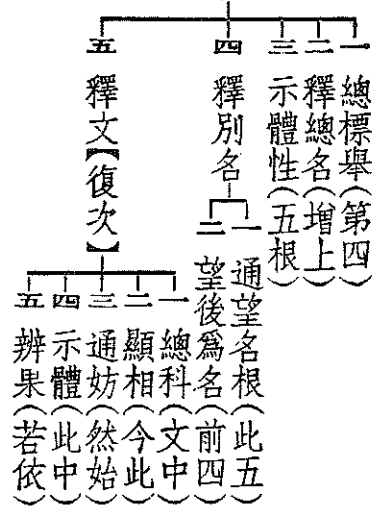 一 總標舉(第四)
二 釋總名(增上)
三 示體性(五根)
四 釋別名
一 通望名根(此五)
二 望後爲名(前四)
五 釋文【復次】
一 總科(文中)
二 顯相(今此)
三 通妨(然始)
四 示體(此中)
五 辨果(若依)